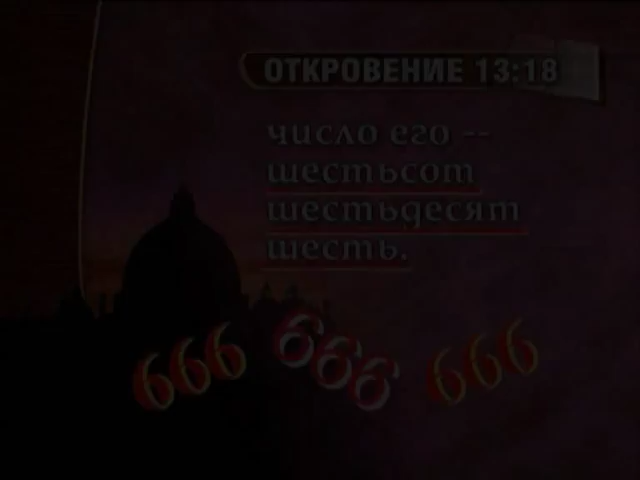 ОТКРОВЕНИЕ 13:18
число его --
шестьсот
шестьдесят
шесть.
666 666 666